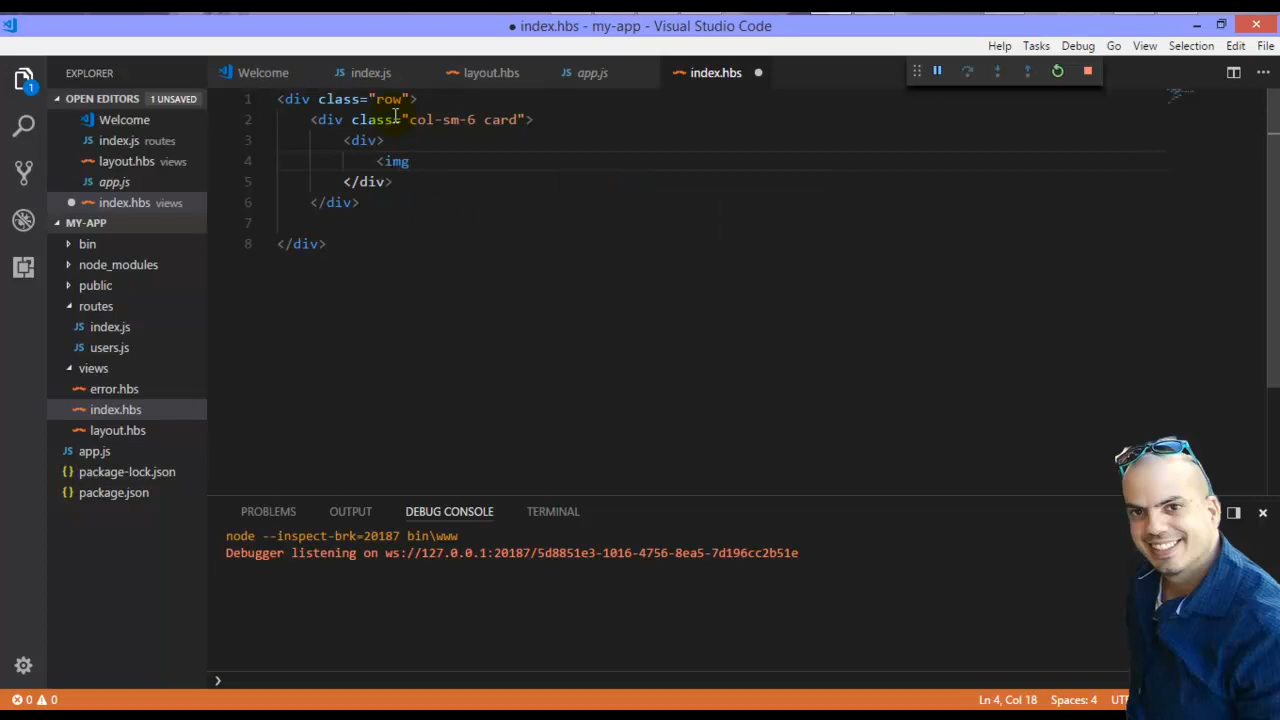 ● index.hbs - my-app - Visual Studio Code
Help Tasks Debug Go View Selection Edit File
EXPLORER
Welcome
index.js
layout.hbs
app.js
index.hbs
OPEN EDITORS 1 UNSAVED
Welcome
index.js routes
layout.hbs views
app.js
index.hbs views
MY-APP
bin
node_modules
public
routes
index.js
users.js
views
error.hbs
index.hbs
layout.hbs
app.js
package-lock.json
package.json
1
1 <div class="row">
2 <div class="col-sm-6 card">
3 <div>
4 <img
5 </div>
6 </div>
7
8 </div>
PROBLEMS OUTPUT DEBUG CONSOLE TERMINAL
node --inspect-brk=20187 bin\www
Debugger listening on ws://127.0.0.1:20187/5d8851e3-1016-4756-8ea5-7d196cc2b51e
0 0 Ln 4, Col 18 Spaces: 4